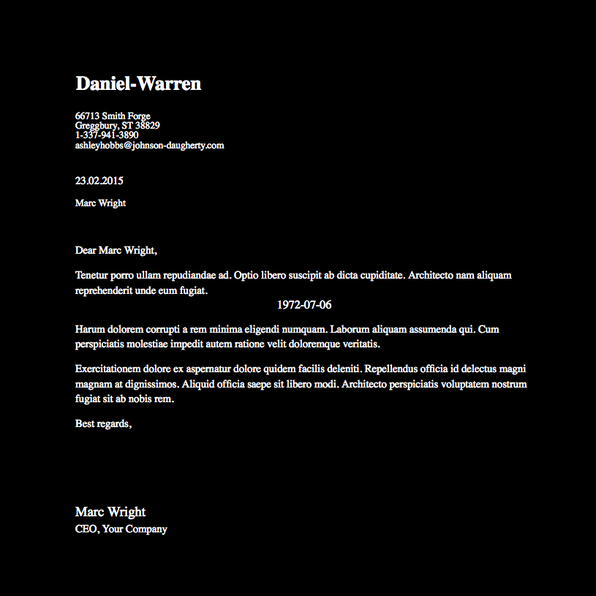 Daniel-Warren
66713 Smith Forge
Greggbury, ST 38829
1-337-941-3890
ashleyhobbs@johnson-daugherty.com
23.02.2015
Marc Wright
Dear Marc Wright,
Tenetur porro ullam repudiandae ad. Optio libero suscipit ab dicta cupiditate. Architecto nam aliquam
reprehenderit unde eum fugiat.
1972-07-06
Harum dolorem corrupti a rem minima eligendi numquam. Laborum aliquam assumenda qui. Cum
perspiciatis molestiae impedit autem ratione velit doloremque veritatis.
Exercitationem dolore ex aspernatur dolore quidem facilis deleniti. Repellendus officia id delectus magni
magnam at dignissimos. Aliquid officia saepe sit libero modi. Architecto perspiciatis voluptatem nostrum
fugiat sit ab nobis rem.
Best regards,
Marc Wright
CEO, Your Company